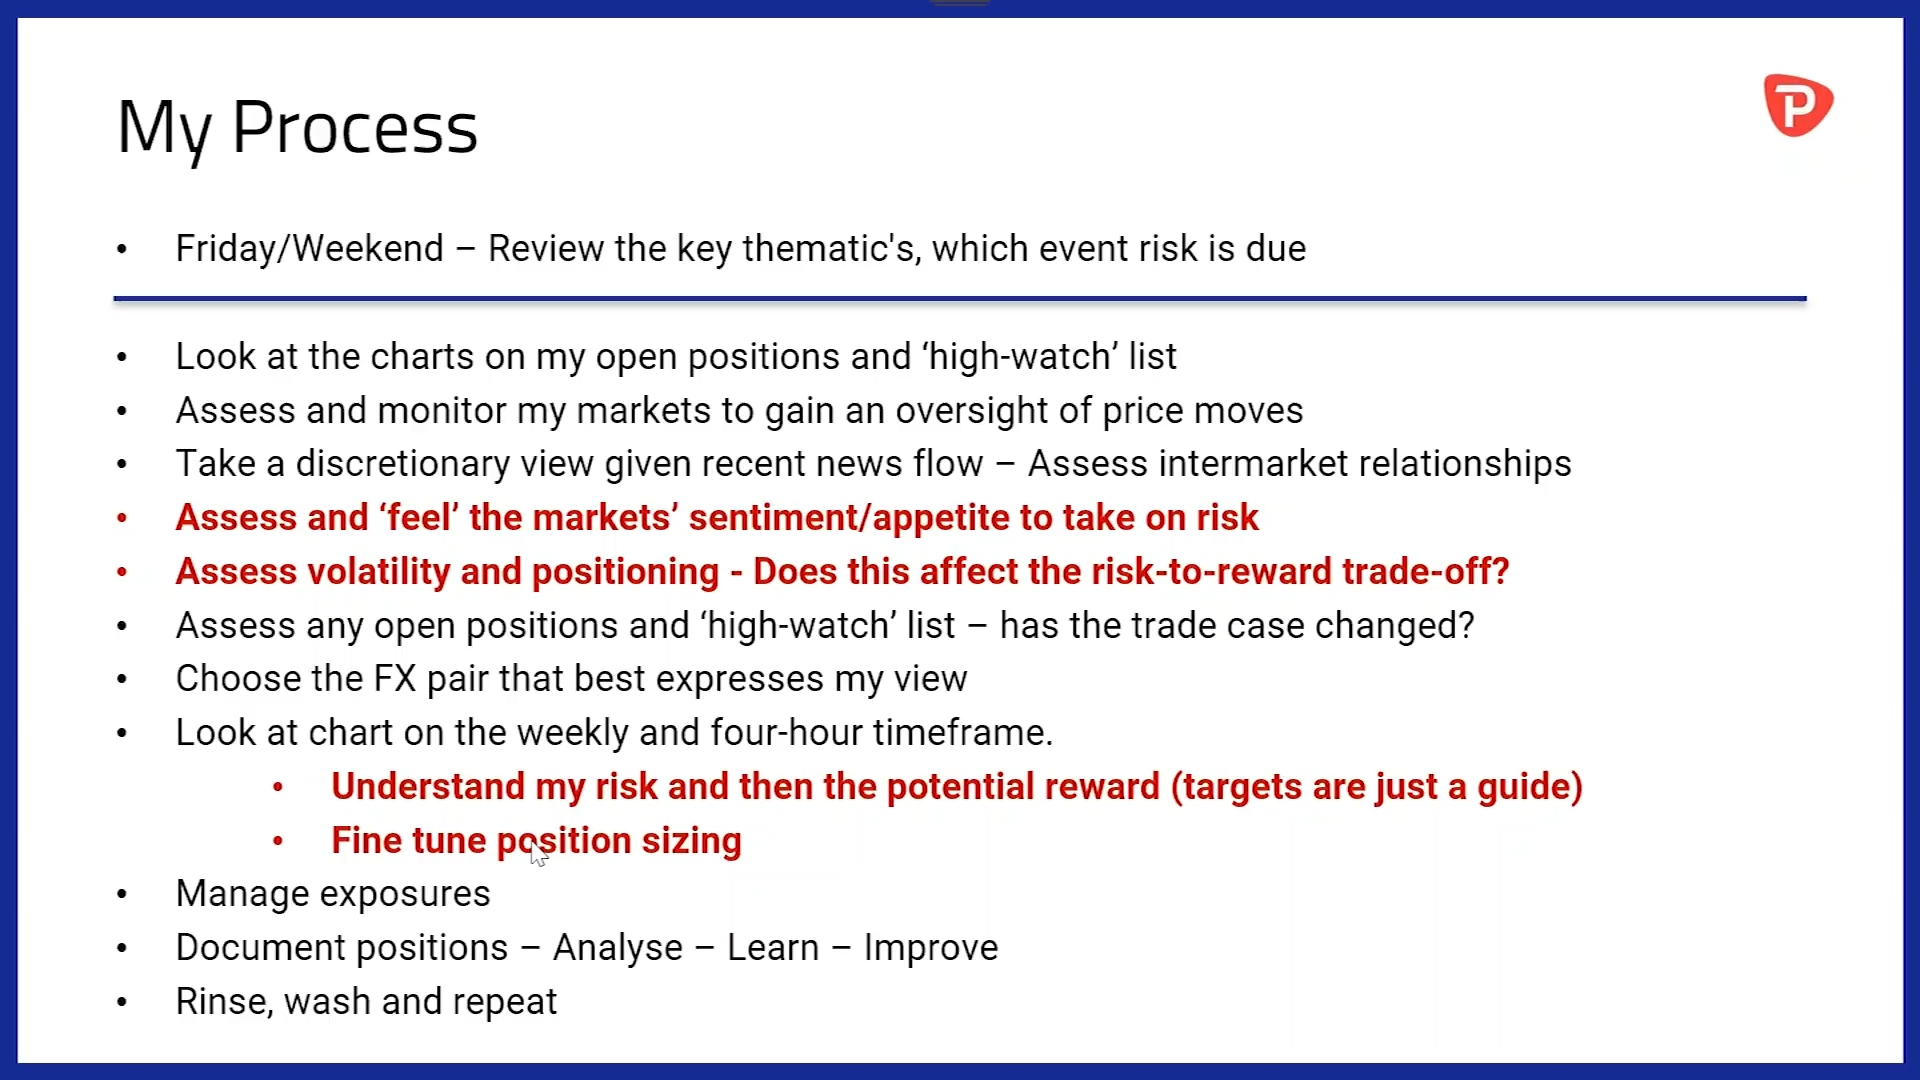 My Process
P
• Friday/Weekend – Review the key thematic's, which event risk is due
• Look at the charts on my open positions and ‘high-watch’ list
• Assess and monitor my markets to gain an oversight of price moves
• Take a discretionary view given recent news flow – Assess intermarket relationships
• Assess and ‘feel’ the markets’ sentiment/appetite to take on risk
• Assess volatility and positioning - Does this affect the risk-to-reward trade-off?
• Assess any open positions and ‘high-watch’ list – has the trade case changed?
• Choose the FX pair that best expresses my view
• Look at chart on the weekly and four-hour timeframe.
• Understand my risk and then the potential reward (targets are just a guide)
• Fine tune position sizing
• Manage exposures
• Document positions – Analyse – Learn – Improve
• Rinse, wash and repeat